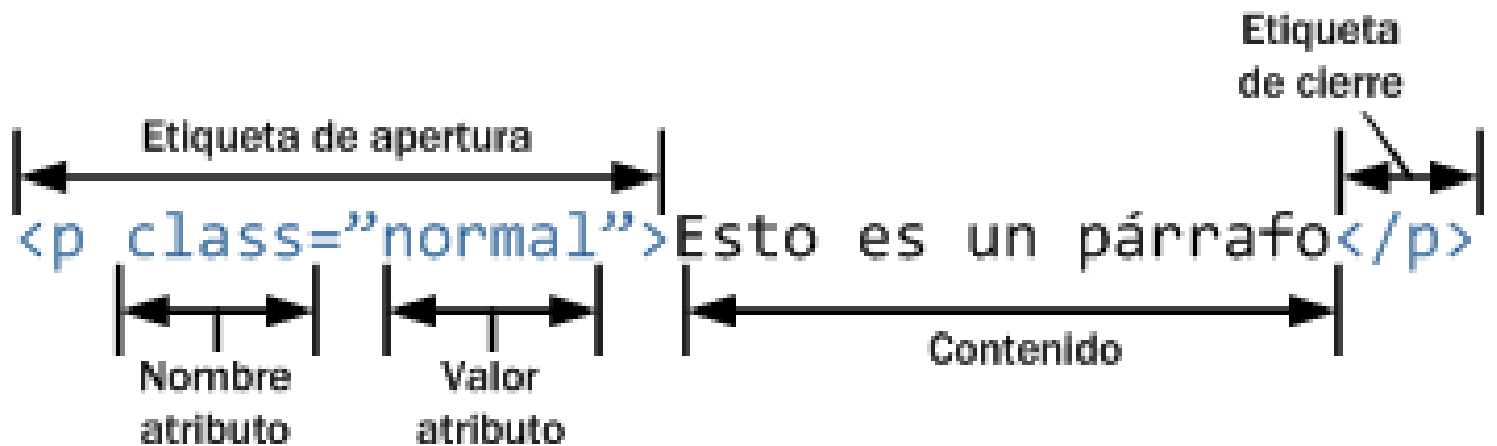 Etiqueta
de cierre
Etiqueta de apertura
<p class=”normal”>Esto es un párrafo</p>
Nombre
atributo
Valor
atributo
Contenido